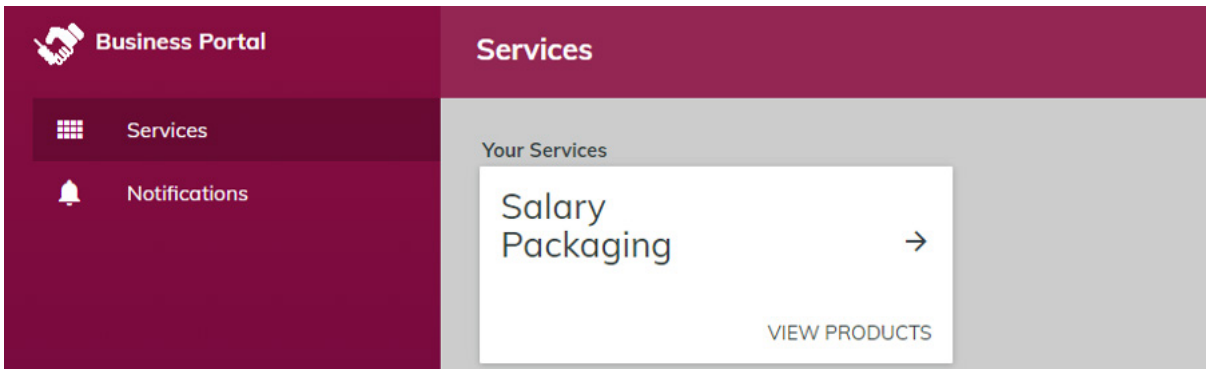 Business Portal
Services
Notifications
Services
Your Services
Salary
Packaging
VIEW PRODUCTS